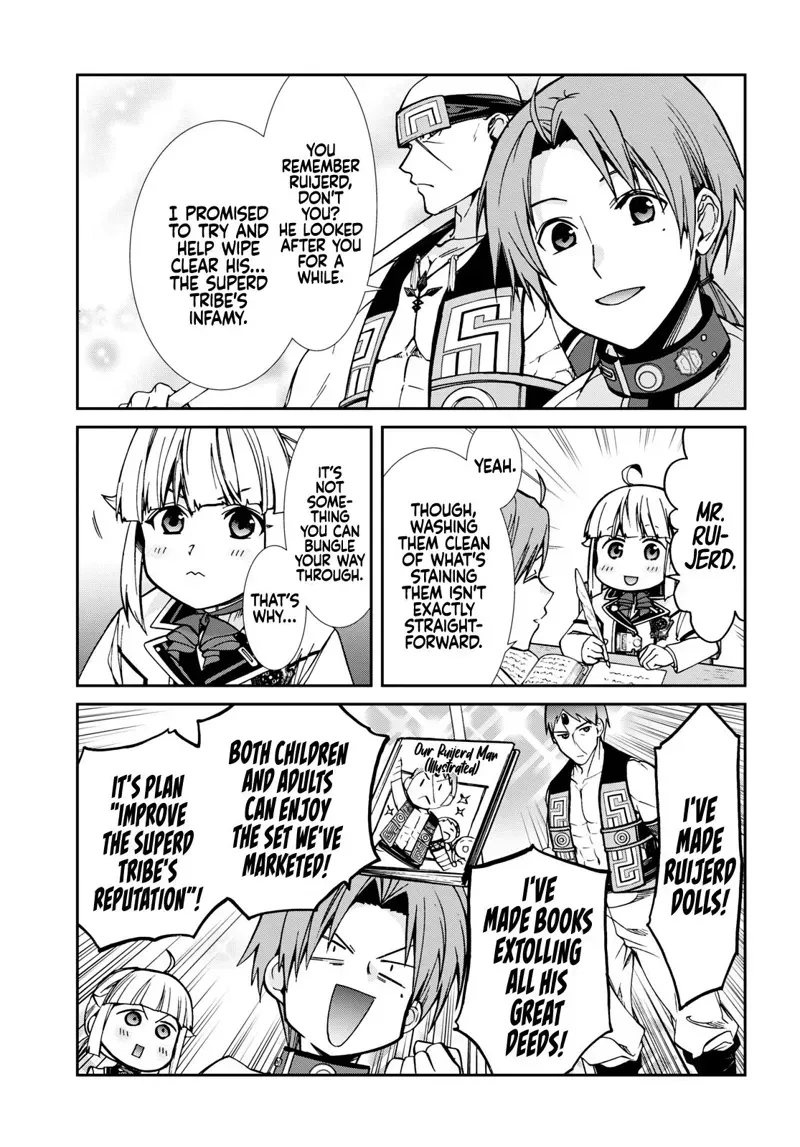 YOU
REMEMBER
RUIJERD,
DON'T
YOU?
HE LOOKED
AFTER YOU
FOR A
WHILE.
I PROMISED
TO TRY AND
HELP WIPE
CLEAR HIS...
THE SUPERD
TRIBE'S
INFAMY.
MR.
RUI-
JERD.
YEAH.
THOUGH,
WASHING
THEM CLEAN
OF WHAT'S
STAINING
THEM ISN'T
EXACTLY
STRAIGHT-
FORWARD.
IT'S
NOT
SOME-
THING
YOU CAN
BUNGLE
YOUR WAY
THROUGH.
THAT'S
WHY...
I'VE
MADE
RUIJERD
DOLLS!
I'VE
MADE BOOKS
EXTOLLING
ALL HIS
GREAT
DEEDS!
Our Ruijerd Man
(Illustrated)
BOTH CHILDREN
AND ADULTS
CAN ENJOY
THE SET WE'VE
MARKETED!
IT'S PLAN
"IMPROVE
THE SUPERD
TRIBE'S
REPUTATION"!